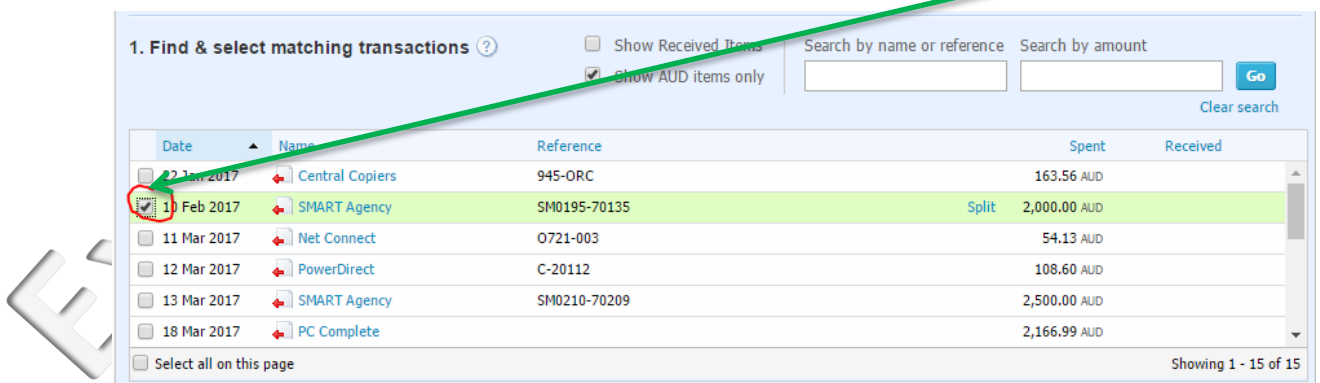 1. Find & select matching transactions ?
Show Received Items
Show AUD items only
Search by name or reference
Search by amount
Go
Clear search
Date Name Reference Spent Received
22 Jan 2017 Central Copiers 945-ORC 163.56 AUD
10 Feb 2017 SMART Agency SM0195-70135 Split 2,000.00 AUD
11 Mar 2017 Net Connect O721-003 54.13 AUD
12 Mar 2017 PowerDirect C-20112 108.60 AUD
13 Mar 2017 SMART Agency SM0210-70209 2,500.00 AUD
18 Mar 2017 PC Complete 2,166.99 AUD
Select all on this page Showing 1 - 15 of 15